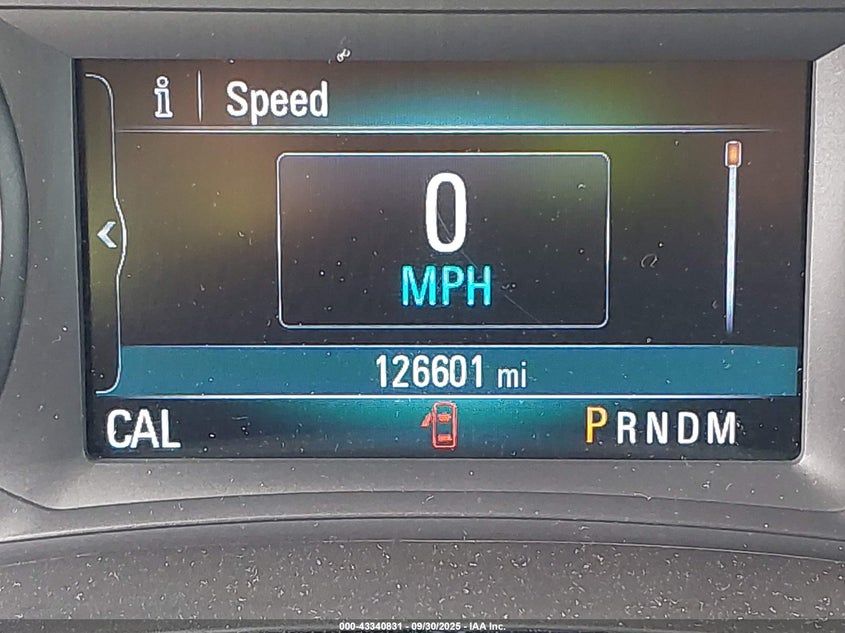 i Speed
0
MPH
126601 mi
CAL PRNDM
000-43340831 - 09/30/2025 - IAA Inc.